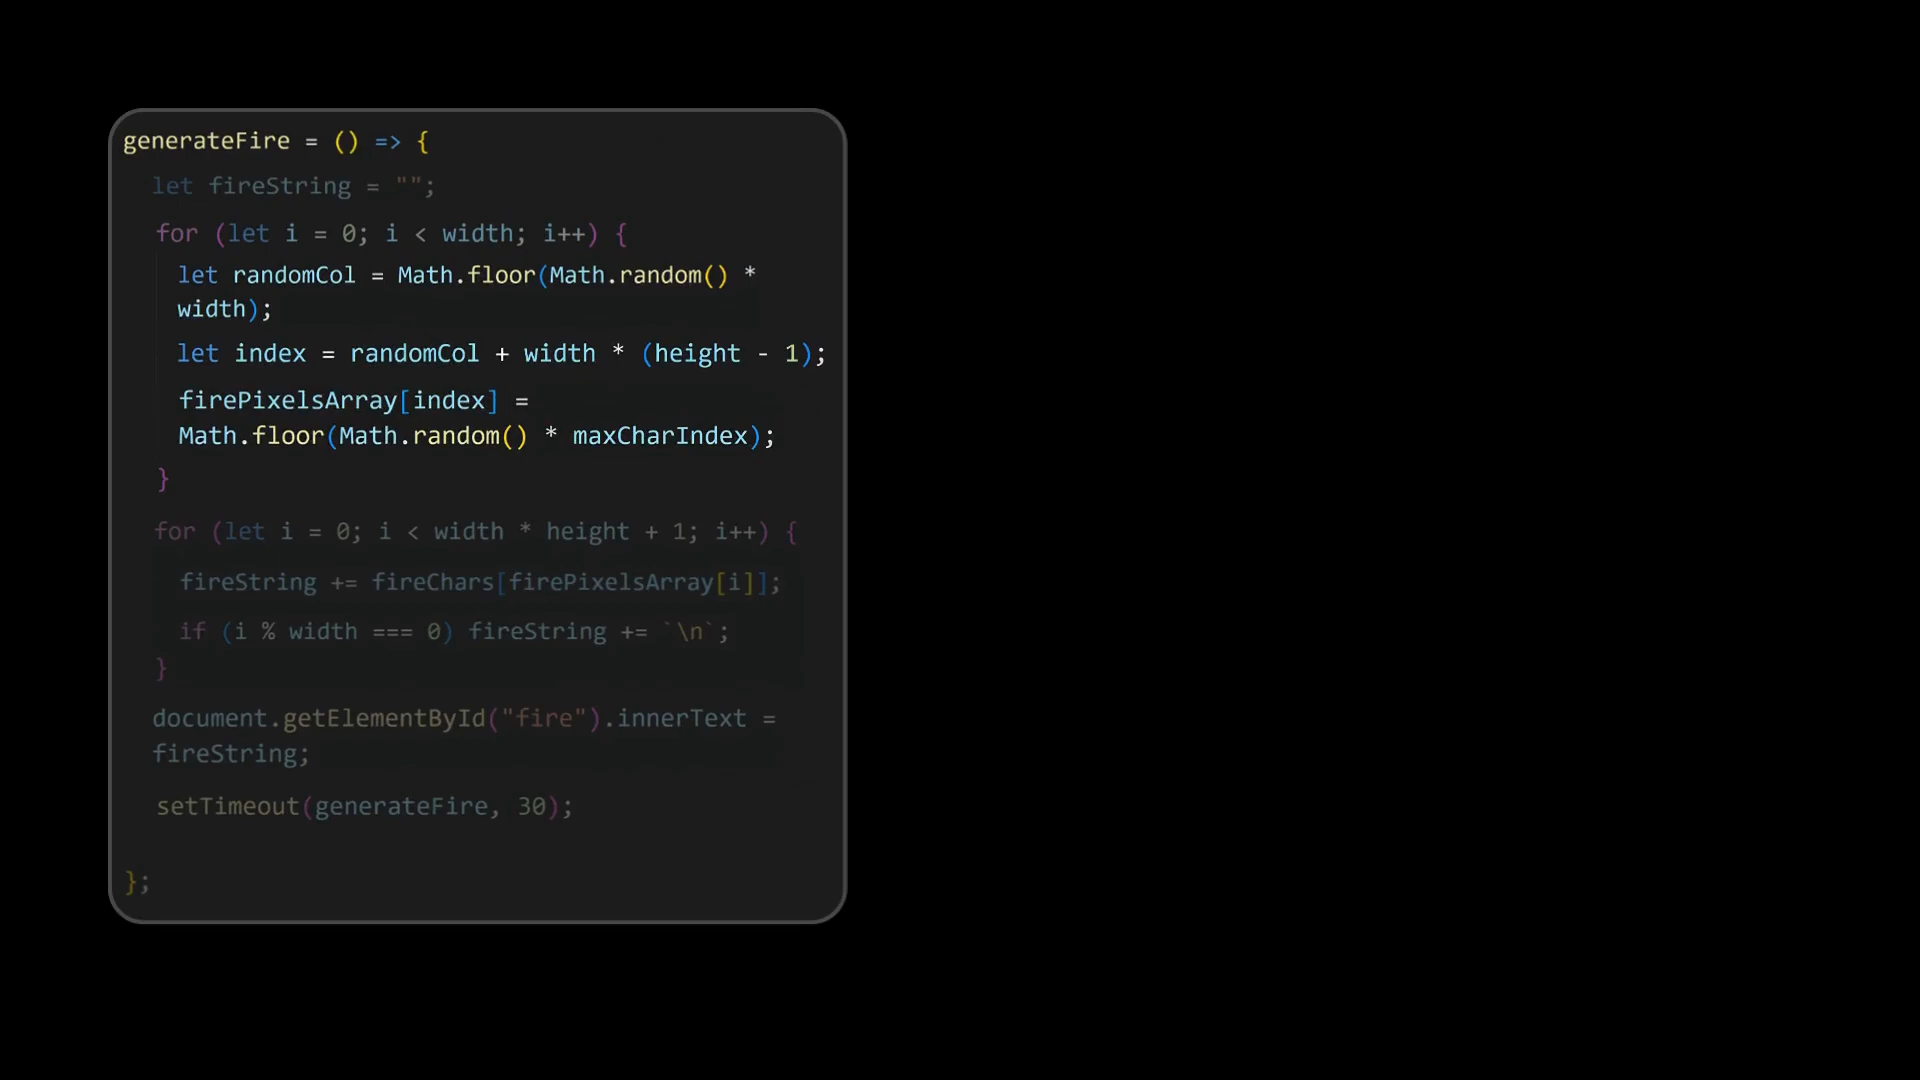 generateFire = () => {
let fireString = "";
for (let i = 0; i < width; i++) {
let randomCol = Math.floor(Math.random() *
width);
let index = randomCol + width * (height - 1);
firePixelsArray[index] =
Math.floor(Math.random() * maxCharIndex);
}
for (let i = 0; i < width * height + 1; i++) {
fireString += fireChars[firePixelsArray[i]];
if (i % width === 0) fireString += `\n`;
}
document.getElementById("fire").innerText =
fireString;
setTimeout(generateFire, 30);
};